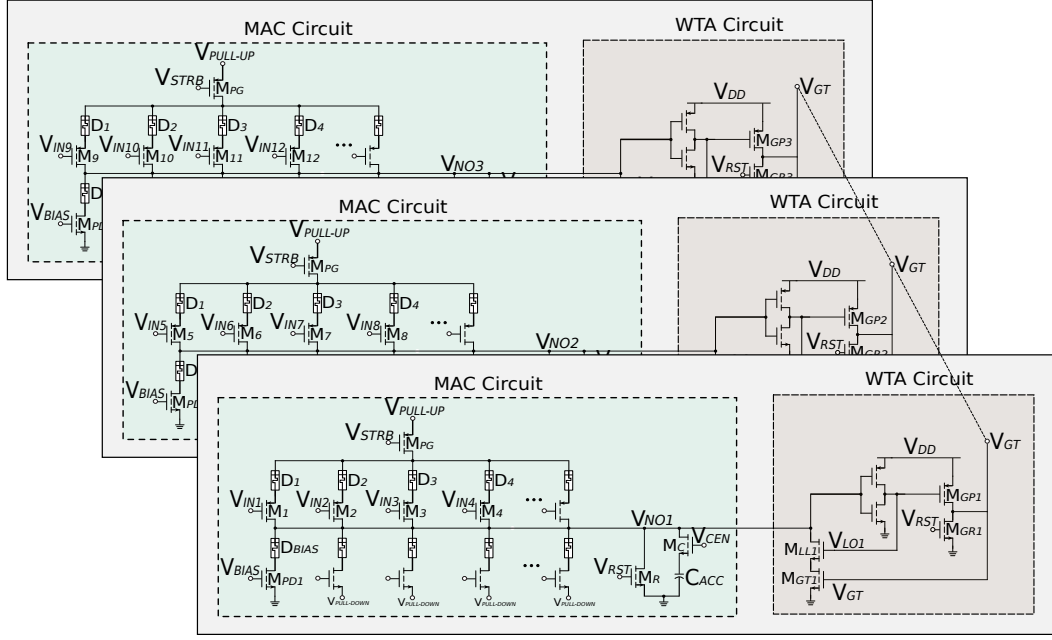 MAC Circuit
WTA Circuit
VPULL-UP
VSTRB
MPG
VDD
VGT
D1
D2
D3
D4
VIN9
M9
VIN10
M10
VIN11
M11
VIN12
M12
...
MGP3
VRST
MGR3
VNO3
D
VBIAS
MPD
MAC Circuit
WTA Circuit
VPULL-UP
VSTRB
MPG
VDD
VGT
D1
D2
D3
D4
VIN5
M5
VIN6
M6
VIN7
M7
VIN8
M8
...
MGP2
VRST
MGR2
VNO2
D
VBIAS
MPD
MAC Circuit
WTA Circuit
VPULL-UP
VSTRB
MPG
VDD
VGT
D1
D2
D3
D4
VIN1
M1
VIN2
M2
VIN3
M3
VIN4
M4
...
MGP1
VRST
MGR1
VNO1
VCEN
MC
DBIAS
VBIAS
MPD1
...
VRST
MR
CACC
MLL1
VLO1
MGT1
VGT
VPULL-DOWN
VPULL-DOWN
VPULL-DOWN
VPULL-DOWN